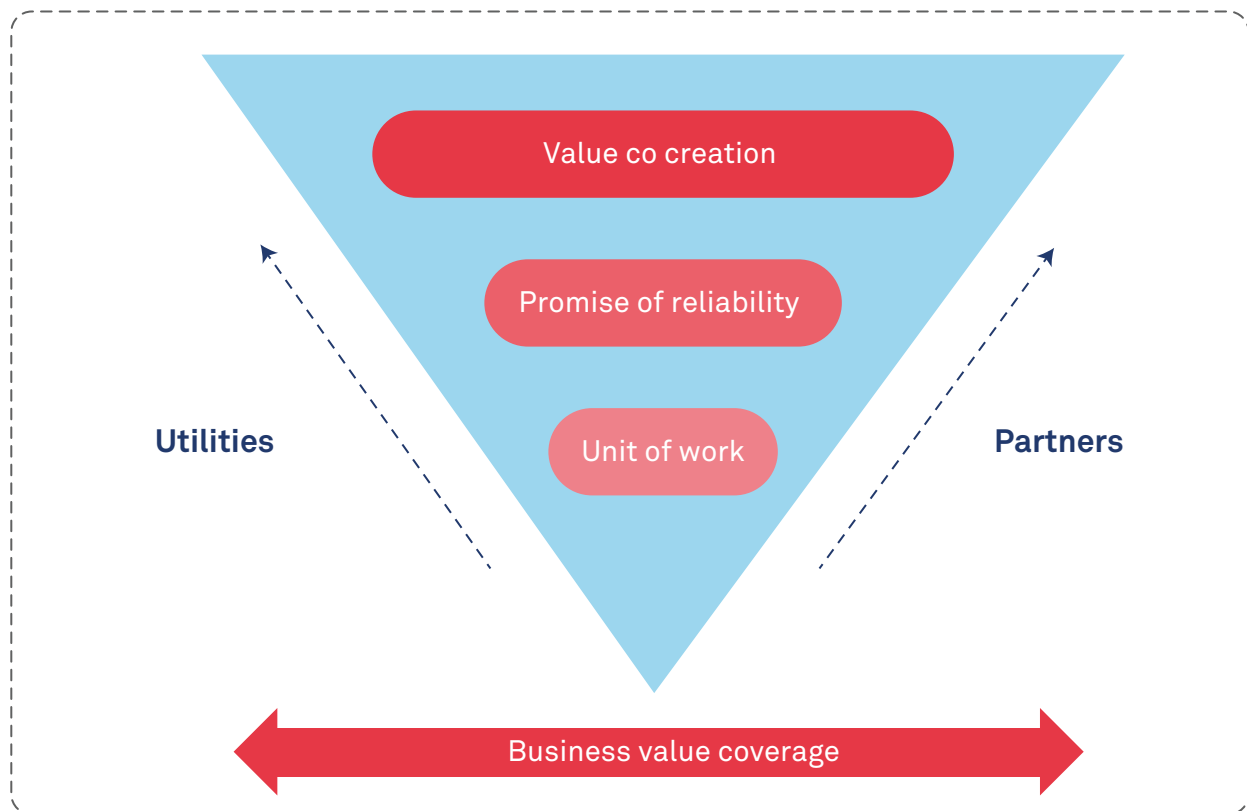 Value co creation
Promise of reliability
Utilities
Partners
Unit of work
Business value coverage